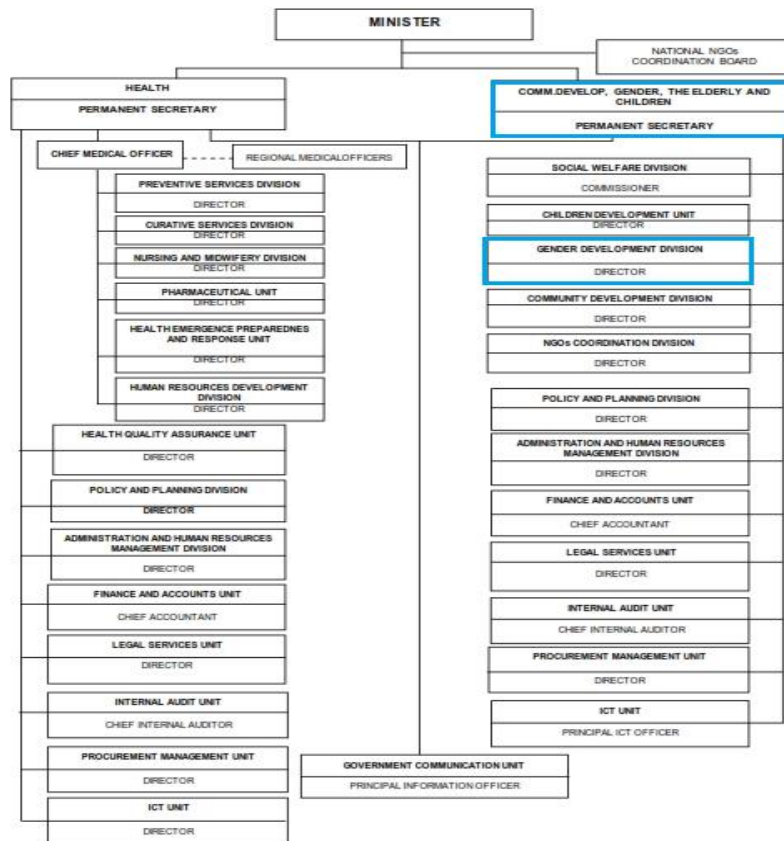 MINISTER
NATIONAL NGOs
COORDINATION BOARD
HEALTH
PERMANENT SECRETARY
COMM.DEVELOP, GENDER, THE ELDERLY AND
CHILDREN
PERMANENT SECRETARY
CHIEF MEDICAL OFFICER
REGIONAL MEDICALOFFICERS
PREVENTIVE SERVICES DIVISION
DIRECTOR
CURATIVE SERVICES DIVISION
DIRECTOR
NURSING AND MIDWIFERY DIVISION
DIRECTOR
PHARMACEUTICAL UNIT
DIRECTOR
HEALTH EMERGENCE PREPAREDNES
AND RESPONSE UNIT
DIRECTOR
HUMAN RESOURCES DEVELOPMENT
DIVISION
DIRECTOR
HEALTH QUALITY ASSURANCE UNIT
DIRECTOR
POLICY AND PLANNING DIVISION
DIRECTOR
ADMINISTRATION AND HUMAN RESOURCES
MANAGEMENT DIVISION
DIRECTOR
FINANCE AND ACCOUNTS UNIT
CHIEF ACCOUNTANT
LEGAL SERVICES UNIT
DIRECTOR
INTERNAL AUDIT UNIT
CHIEF INTERNAL AUDITOR
PROCUREMENT MANAGEMENT UNIT
DIRECTOR
ICT UNIT
DIRECTOR
GOVERNMENT COMMUNICATION UNIT
PRINCIPAL INFORMATION OFFICER
SOCIAL WELFARE DIVISION
COMMISSIONER
CHILDREN DEVELOPMENT UNIT
DIRECTOR
GENDER DEVELOPMENT DIVISION
DIRECTOR
COMMUNITY DEVELOPMENT DIVISION
DIRECTOR
NGOs COORDINATION DIVISION
DIRECTOR
POLICY AND PLANNING DIVISION
DIRECTOR
ADMINISTRATION AND HUMAN RESOURCES
MANAGEMENT DIVISION
DIRECTOR
FINANCE AND ACCOUNTS UNIT
CHIEF ACCOUNTANT
LEGAL SERVICES UNIT
DIRECTOR
INTERNAL AUDIT UNIT
CHIEF INTERNAL AUDITOR
PROCUREMENT MANAGEMENT UNIT
DIRECTOR
ICT UNIT
PRINCIPAL ICT OFFICER